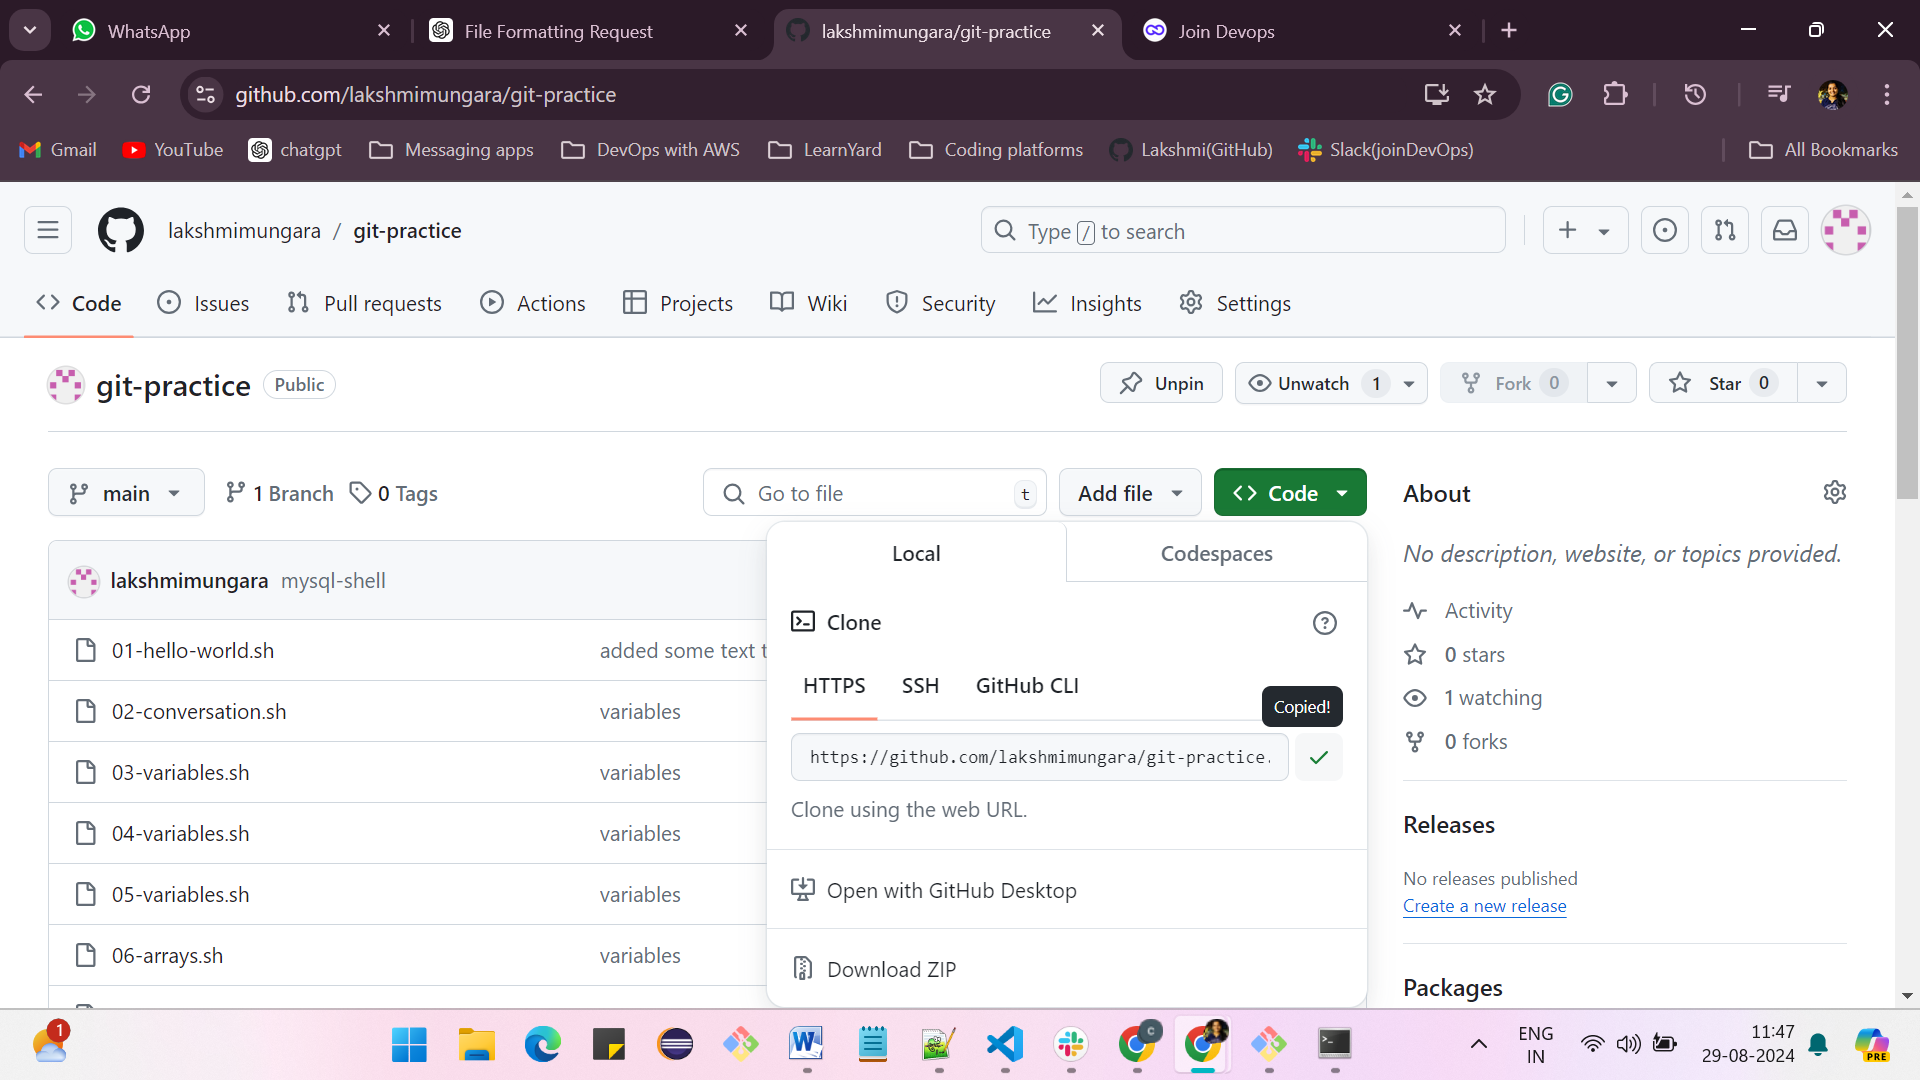 WhatsApp
File Formatting Request
lakshmimungara/git-practice
Join Devops
github.com/lakshmimungara/git-practice
Gmail
YouTube
chatgpt
Messaging apps
DevOps with AWS
LearnYard
Coding platforms
Lakshmi(GitHub)
Slack(joinDevOps)
All Bookmarks
lakshmimungara / git-practice
Type / to search
Code
Issues
Pull requests
Actions
Projects
Wiki
Security
Insights
Settings
git-practice
Public
Unpin
Unwatch 1
Fork 0
Star 0
main
1 Branch
0 Tags
Go to file
t
Add file
Code
About
Local
Codespaces
No description, website, or topics provided.
lakshmimungara mysql-shell
Clone
Activity
01-hello-world.sh
added some text t
HTTPS
SSH
GitHub CLI
0 stars
02-conversation.sh
variables
Copied!
1 watching
https://github.com/lakshmimungara/git-practice.
0 forks
03-variables.sh
variables
Clone using the web URL.
04-variables.sh
variables
Releases
05-variables.sh
variables
Open with GitHub Desktop
No releases published
Create a new release
06-arrays.sh
variables
Download ZIP
Packages
1
W
C
ENG
IN
11:47
29-08-2024
PRE